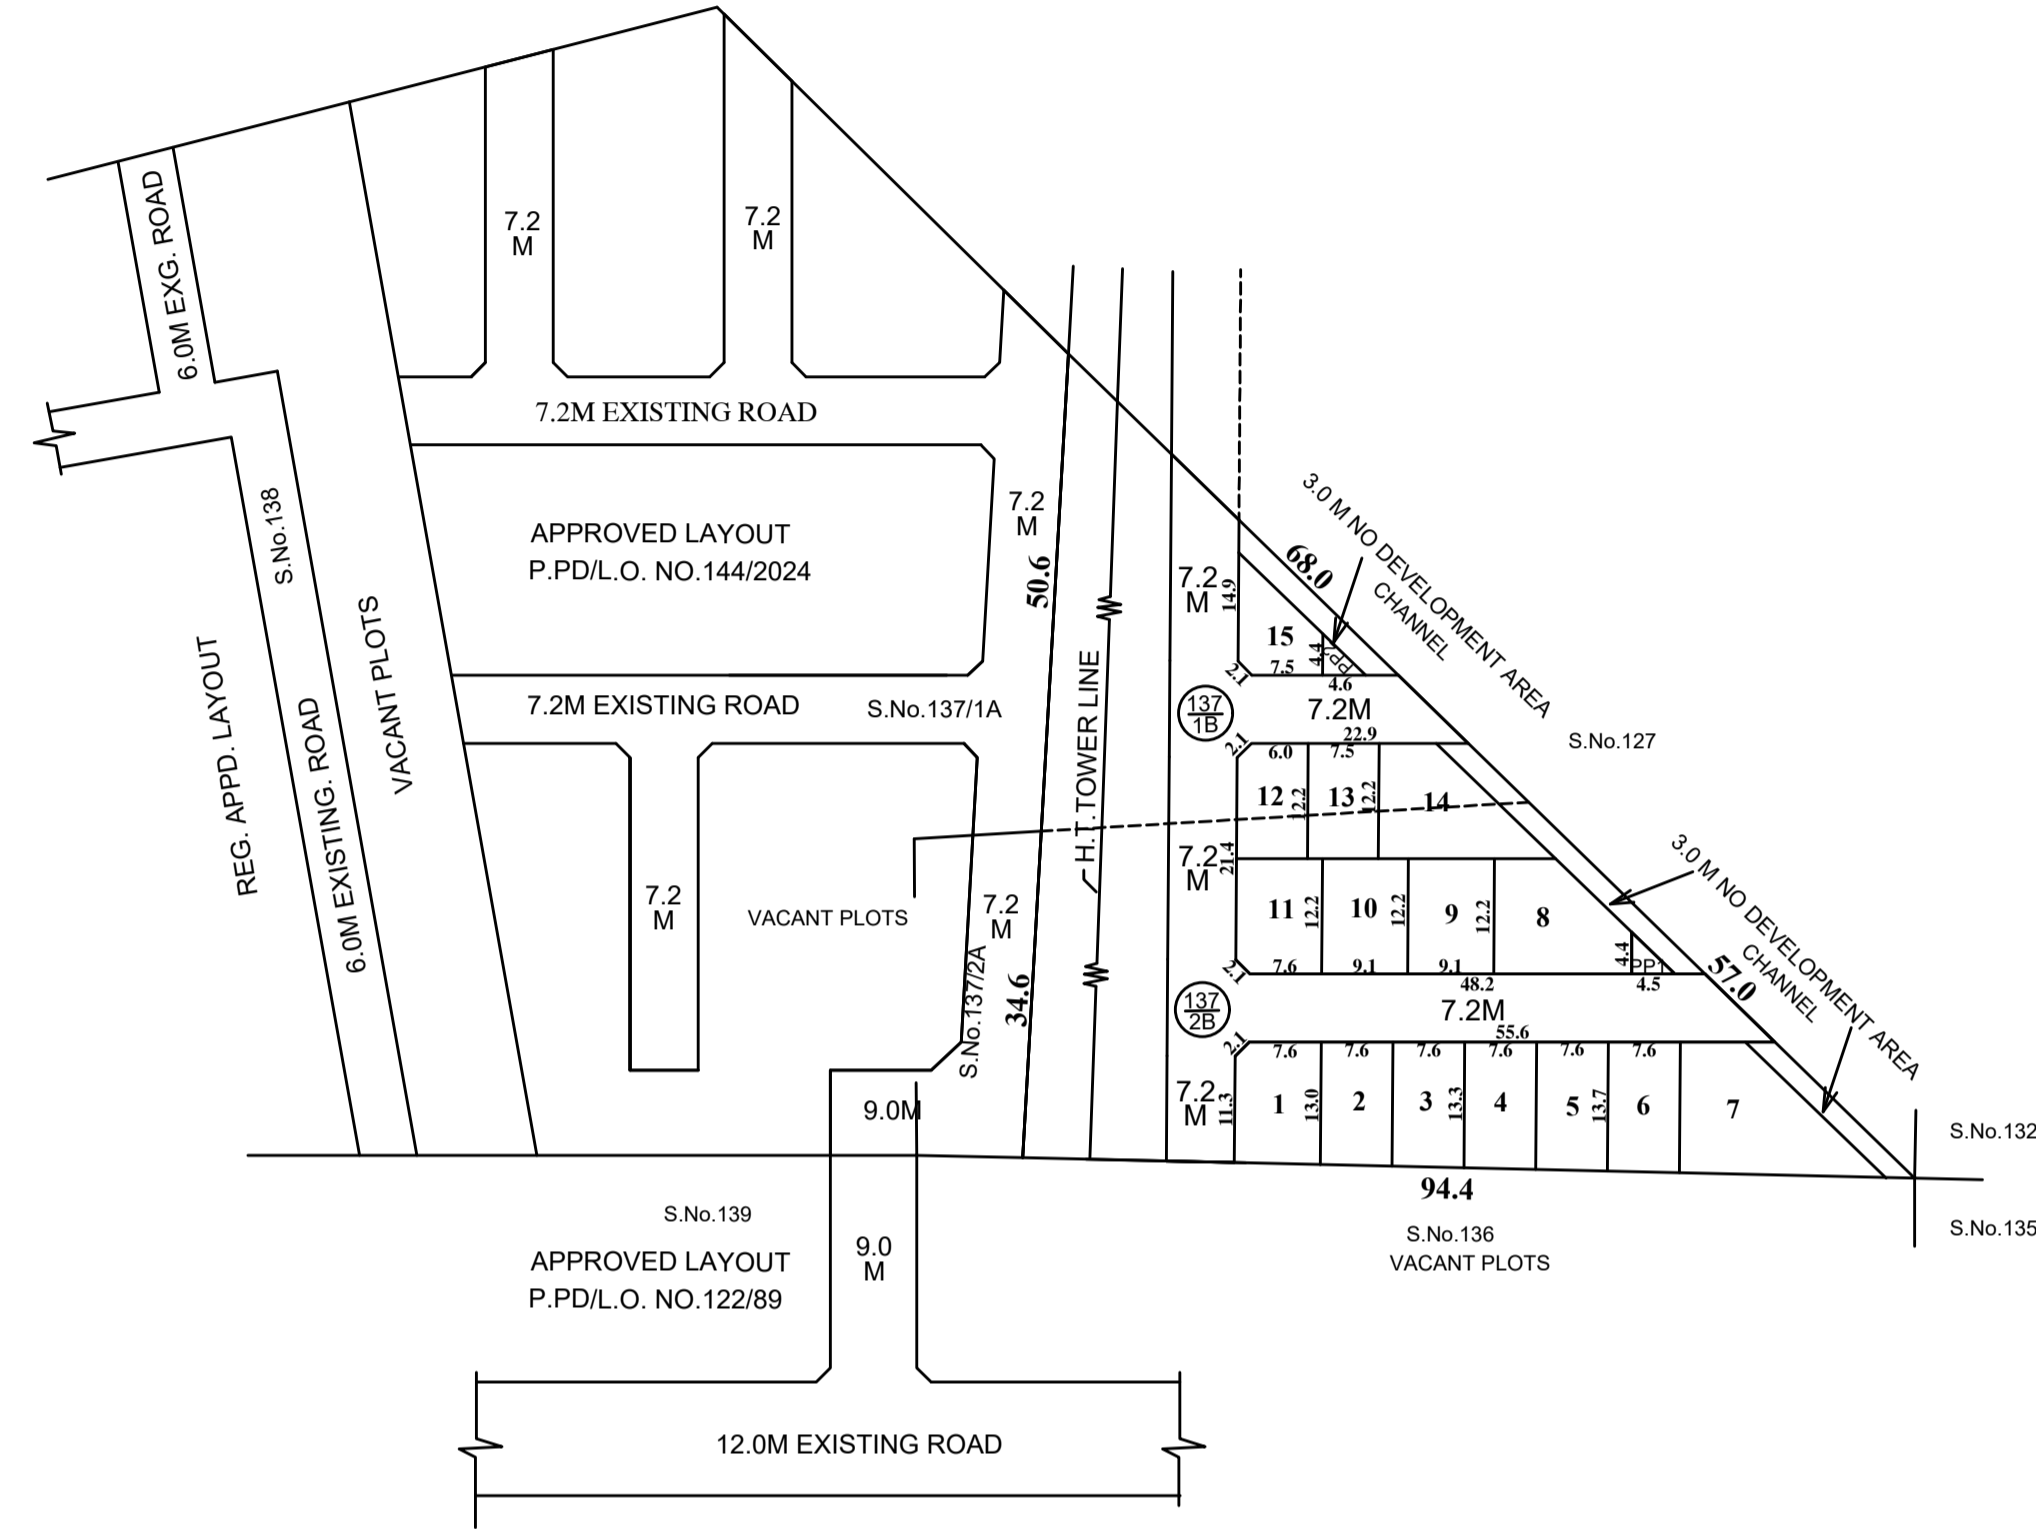 6.0M EXG. ROAD
7.2
M
7.2
M
7.2M EXISTING ROAD
S.No.138
APPROVED LAYOUT
P.PD/L.O. NO.144/2024
7.2
M
50.6
REG. APPD. LAYOUT
6.0M EXISTING. ROAD
VACANT PLOTS
7.2M EXISTING ROAD
S.No.137/1A
H.T.TOWER LINE
7.2
M
VACANT PLOTS
7.2
M
S.No.137/2A
34.6
9.0M
7.2
M
14.9
68.0
3.0 M NO DEVELOPMENT AREA
CHANNEL
15
4.4
PP2
7.5
2.1
4.6
137
1B
7.2M
S.No.127
2.1
22.9
6.0
7.5
12
12.2
13
12.2
14
7.2
M
21.4
11
12.2
10
12.2
9
12.2
8
3.0 M NO DEVELOPMENT AREA
CHANNEL
57.0
4.4
PP1
2.1
7.6
9.1
9.1
48.2
4.5
137
2B
7.2M
55.6
2.1
7.6
7.6
7.6
7.6
7.6
7.6
7.2
M
11.3
1
13.0
2
3
13.3
4
5
13.7
6
7
94.4
S.No.132
S.No.135
S.No.136
VACANT PLOTS
S.No.139
APPROVED LAYOUT
P.PD/L.O. NO.122/89
9.0
M
12.0M EXISTING ROAD